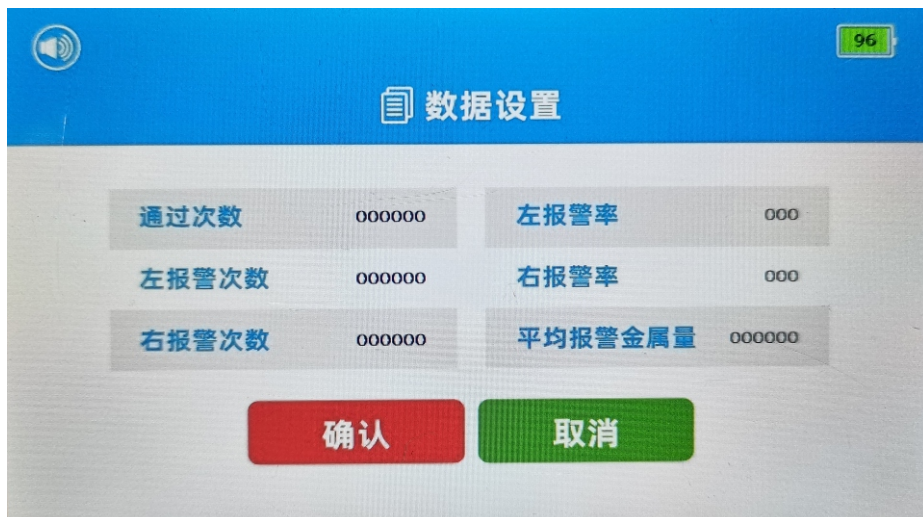 96
数据设置
通过次数 000000 左报警率 000
左报警次数 000000 右报警率 000
右报警次数 000000 平均报警金属量 000000
确认 取消